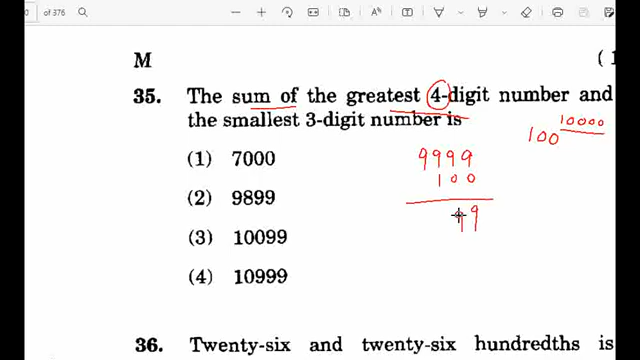 of 376
M
(1
35. The sum of the greatest 4-digit number and
the smallest 3-digit number is
10000
100
(1) 7000
9999
100
(2) 9899
99
(3) 10099
(4) 10999
36. Twenty-six and twenty-six hundredths is